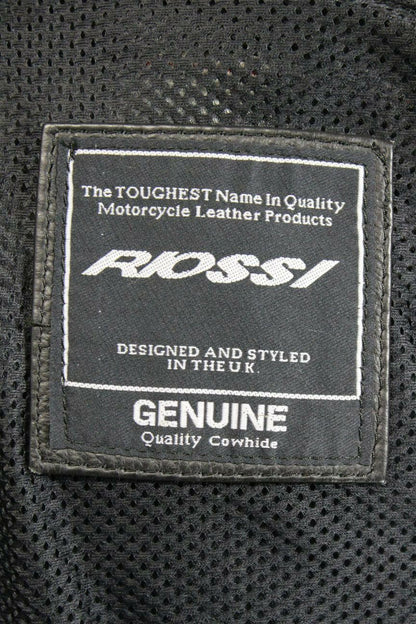 The TOUGHEST Name In Quality
Motorcycle Leather Products
RIOSSI
DESIGNED AND STYLED
IN THE U.K.
GENUINE
Quality Cowhide